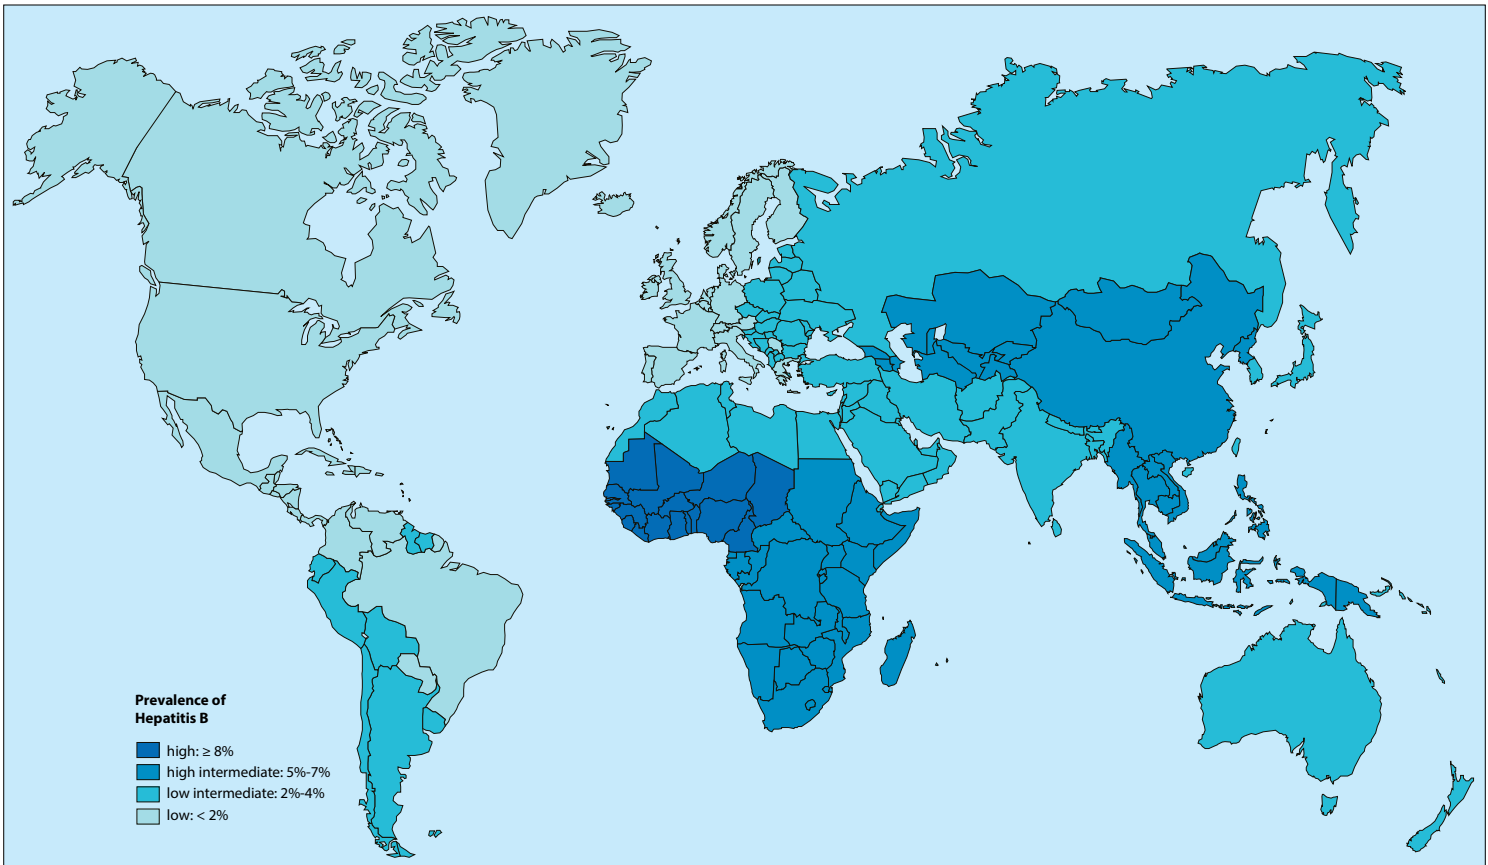 Prevalence of
Hepatitis B
high: ≥ 8%
high intermediate: 5%-7%
low intermediate: 2%-4%
low: < 2%